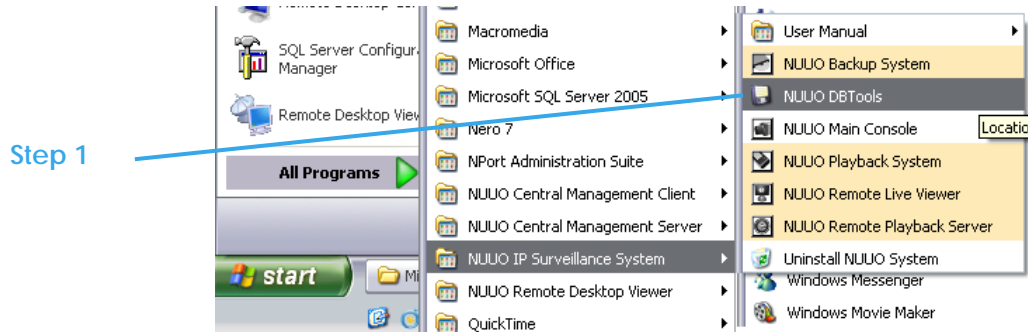 Step 1
SQL Server Configur
Manager
Remote Desktop View
All Programs
start
Mi
Macromedia
Microsoft Office
Microsoft SQL Server 2005
Nero 7
NPort Administration Suite
NUUO Central Management Client
NUUO Central Management Server
NUUO IP Surveillance System
NUUO Remote Desktop Viewer
QuickTime
User Manual
NUUO Backup System
NUUO DBTools
NUUO Main Console
Locatio
NUUO Playback System
NUUO Remote Live Viewer
NUUO Remote Playback Server
Uninstall NUUO System
Windows Messenger
Windows Movie Maker